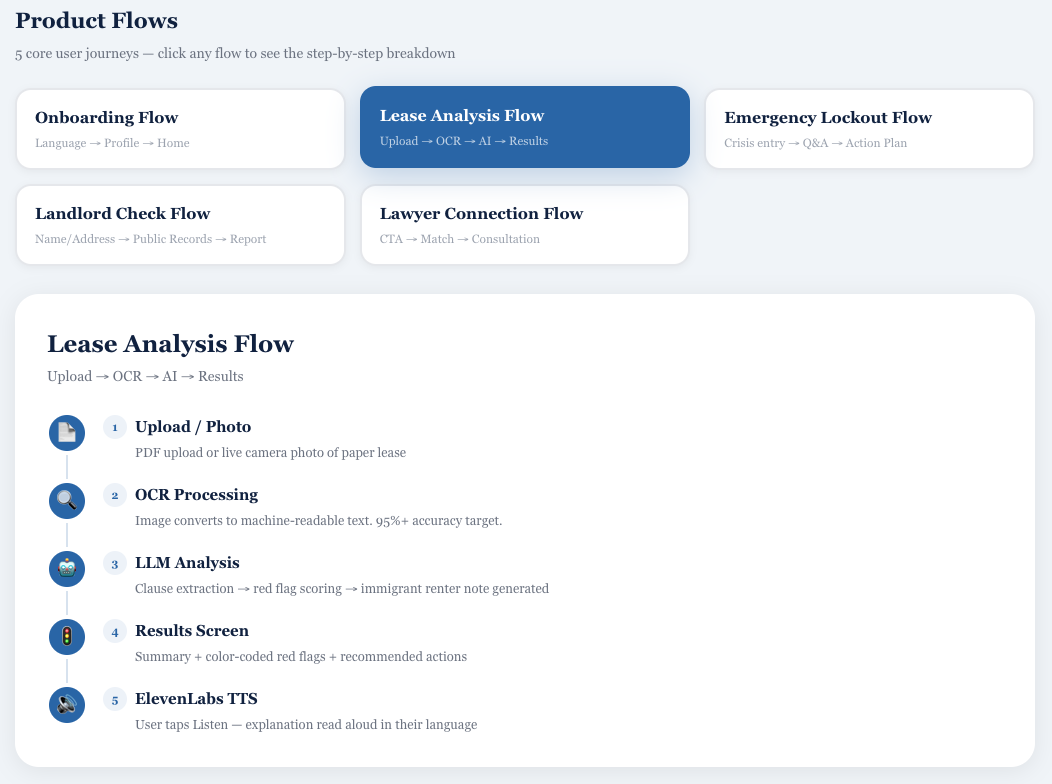 Product Flows
5 core user journeys — click any flow to see the step-by-step breakdown
Onboarding Flow
Language → Profile → Home
Lease Analysis Flow
Upload → OCR → AI → Results
Emergency Lockout Flow
Crisis entry → Q&A → Action Plan
Landlord Check Flow
Name/Address → Public Records → Report
Lawyer Connection Flow
CTA → Match → Consultation
Lease Analysis Flow
Upload → OCR → AI → Results
1 Upload / Photo
PDF upload or live camera photo of paper lease
2 OCR Processing
Image converts to machine-readable text. 95%+ accuracy target.
3 LLM Analysis
Clause extraction → red flag scoring → immigrant renter note generated
4 Results Screen
Summary + color-coded red flags + recommended actions
5 ElevenLabs TTS
User taps Listen — explanation read aloud in their language